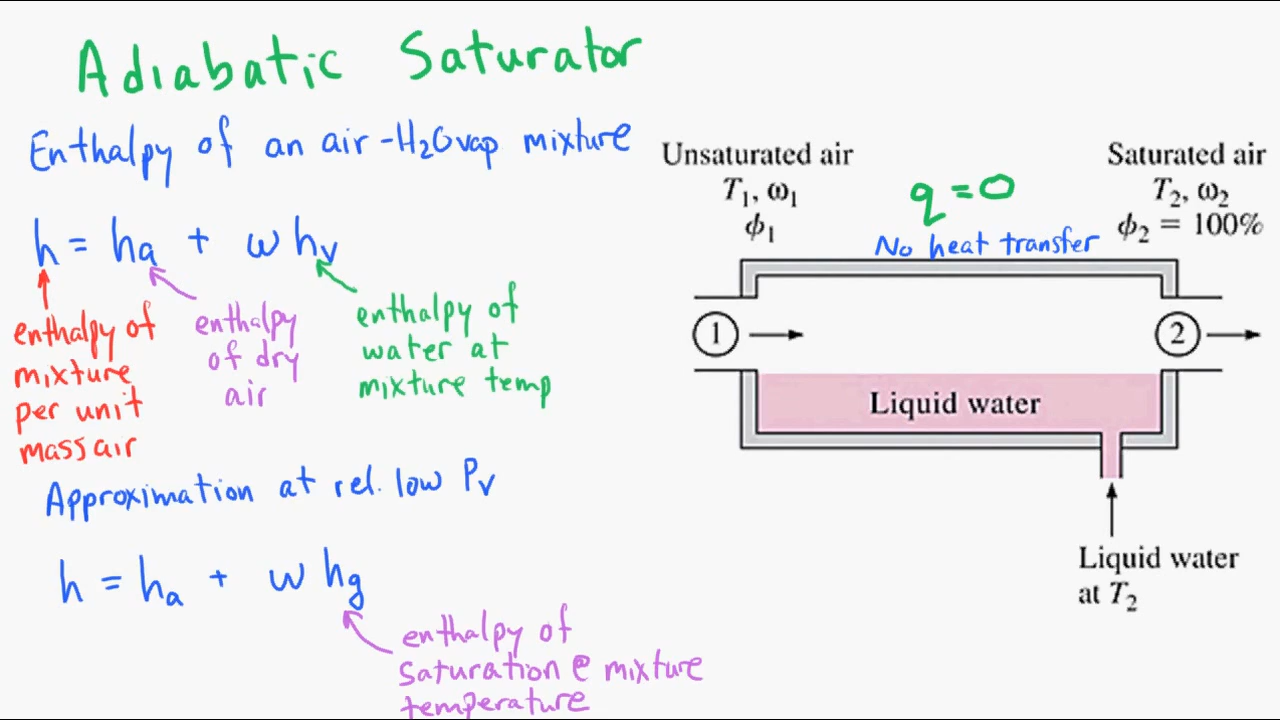 Adiabatic Saturator
Enthalpy of an air-H₂Ovap mixture
h = ha + ω hv
enthalpy of
mixture
per unit
mass air
enthalpy
of dry
air
enthalpy of
water at
mixture temp
Approximation at rel. low Pv
h = ha + ω hg
enthalpy of
saturation @ mixture
temperature
Unsaturated air
T₁, ω₁
ϕ₁
q = 0
No heat transfer
Saturated air
T₂, ω₂
ϕ₂ = 100%
1
2
Liquid water
Liquid water
at T₂